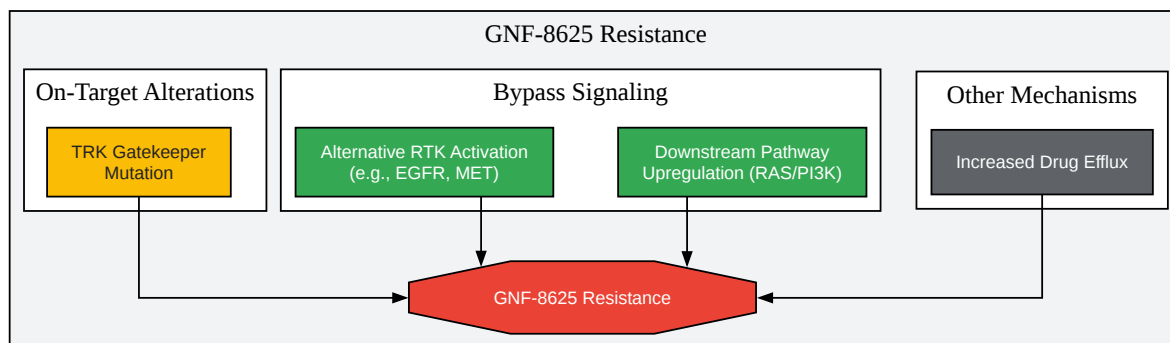 GNF-8625 Resistance
On-Target Alterations
TRK Gatekeeper
Mutation
Bypass Signaling
Alternative RTK Activation
(e.g., EGFR, MET)
Downstream Pathway
Upregulation (RAS/PI3K)
Other Mechanisms
Increased Drug Efflux
GNF-8625 Resistance